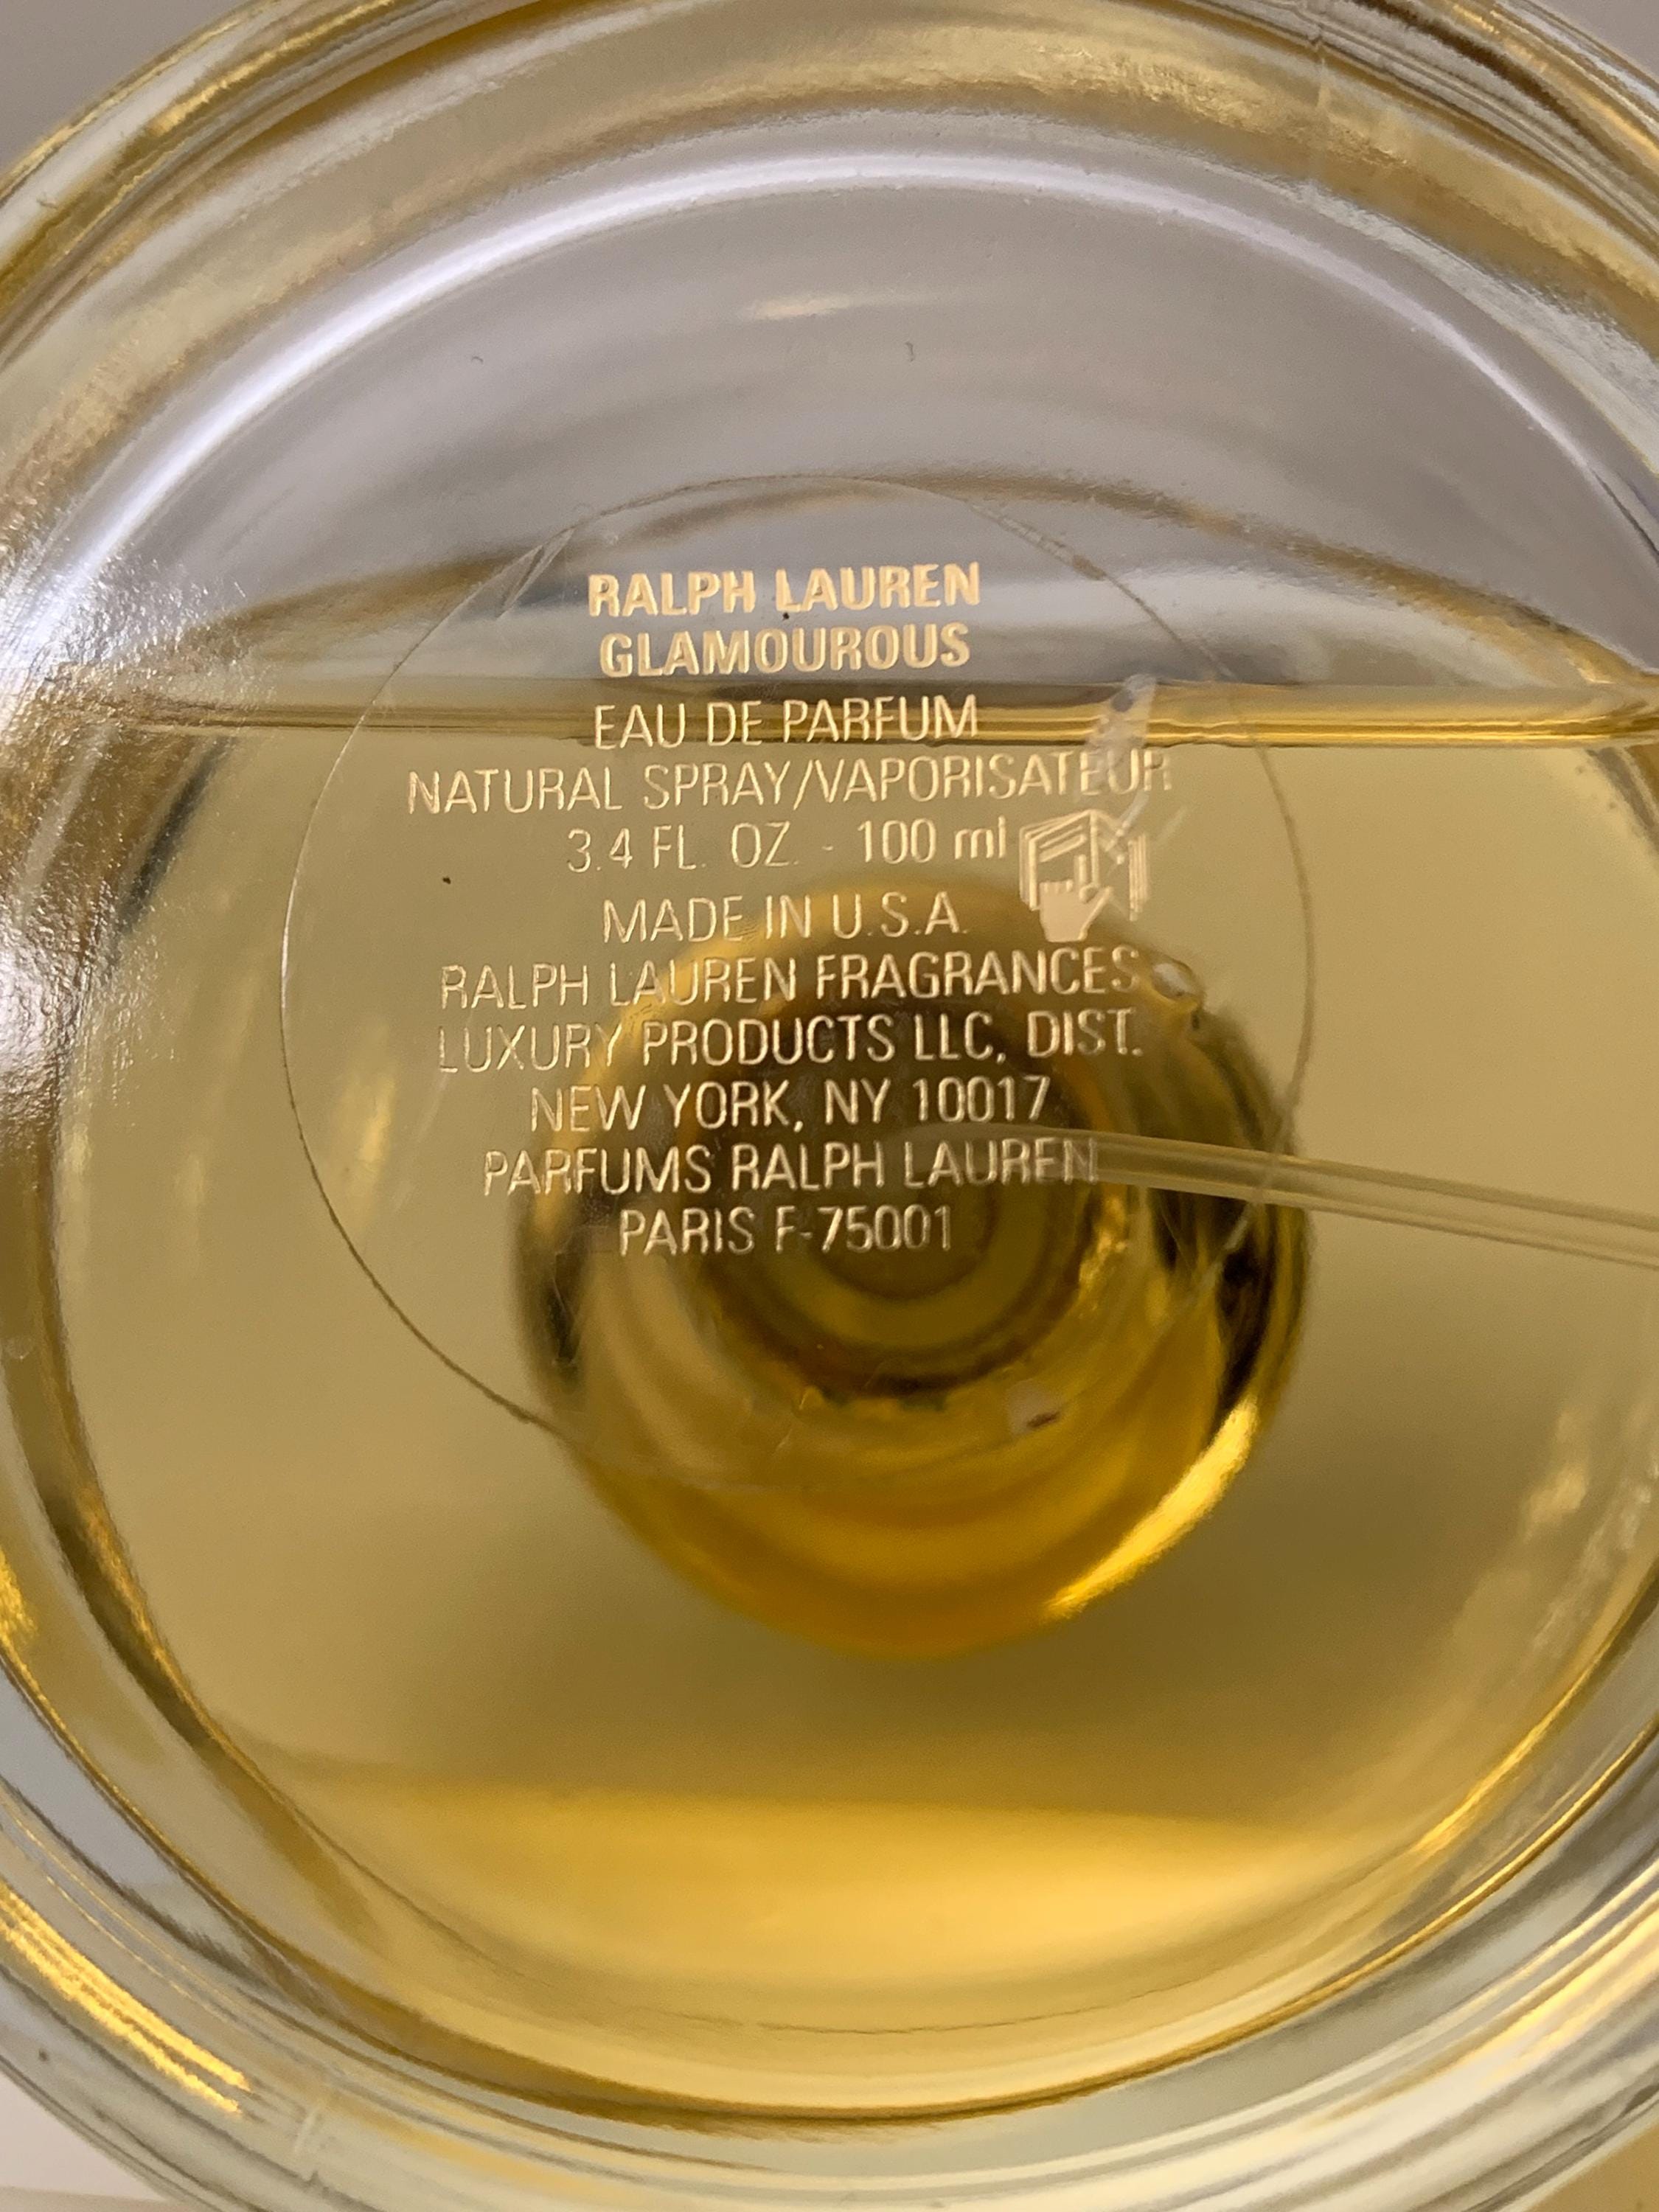 RALPH LAUREN
GLAMOUROUS
EAU DE PARFUM
NATURAL SPRAY/VAPORISATEUR
3.4 FL. OZ. - 100 ml
MADE IN U.S.A.
RALPH LAUREN FRAGRANCES
LUXURY PRODUCTS LLC, DIST.
NEW YORK, NY 10017
PARFUMS RALPH LAUREN
PARIS F-75001